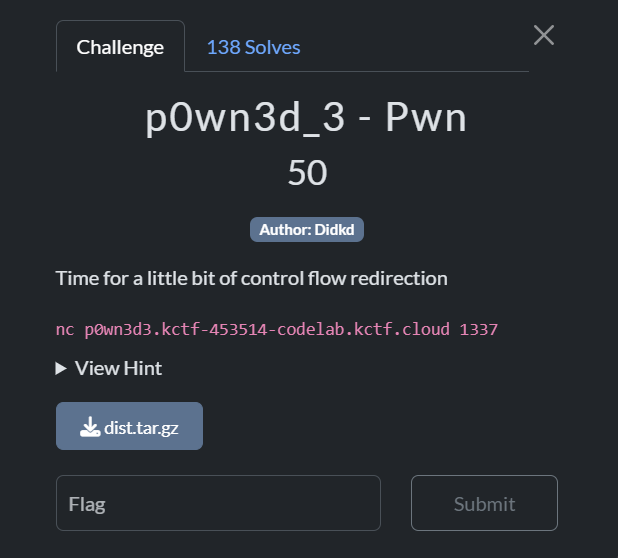 Challenge
138 Solves
p0wn3d_3 - Pwn
50
Author: Didkd
Time for a little bit of control flow redirection
nc p0wn3d3.kctf-453514-codelab.kctf.cloud 1337
View Hint
dist.tar.gz
Flag
Submit